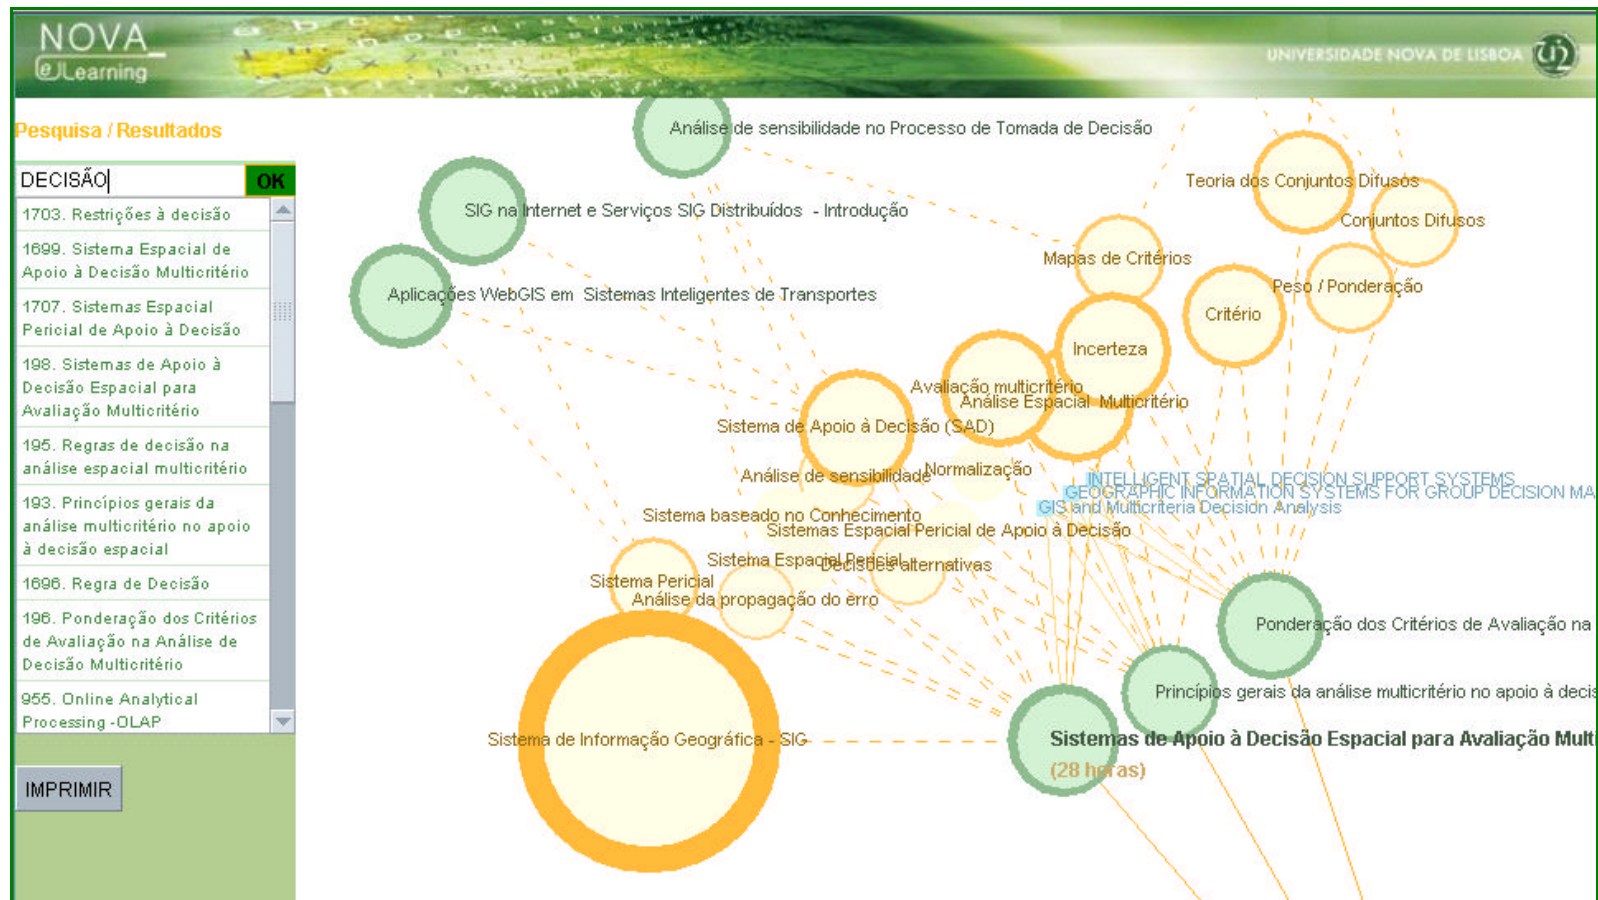 NOVA_
eLearning
UNIVERSIDADE NOVA DE LISBOA
Pesquisa / Resultados
DECISÃO
OK
1703. Restrições à decisão
1699. Sistema Espacial de
Apoio à Decisão Multicritério
1707. Sistemas Espacial
Pericial de Apoio à Decisão
198. Sistemas de Apoio à
Decisão Espacial para
Avaliação Multicritério
195. Regras de decisão na
análise espacial multicritério
193. Princípios gerais da
análise multicritério no apoio
à decisão espacial
1696. Regra de Decisão
196. Ponderação dos Critérios
de Avaliação na Análise de
Decisão Multicritério
955. Online Analytical
Processing -OLAP
IMPRIMIR
Análise de sensibilidade no Processo de Tomada de Decisão
Teoria dos Conjuntos Difusos
SIG na Internet e Serviços SIG Distribuídos - Introdução
Conjuntos Difusos
Mapas de Critérios
Peso / Ponderação
Aplicações WebGIS em Sistemas Inteligentes de Transportes
Critério
Incerteza
Avaliação multicritério
Análise Espacial Multicritério
Sistema de Apoio à Decisão (SAD)
Normalização
Análise de sensibilidade
INTELLIGENT SPATIAL DECISION SUPPORT SYSTEMS
GEOGRAPHIC INFORMATION SYSTEMS FOR GROUP DECISION MA
GIS and Multicriteria Decision Analysis
Sistema baseado no Conhecimento
Sistemas Espacial Pericial de Apoio à Decisão
Sistema Espacial Pericial
Decisões alternativas
Sistema Pericial
Análise da propagação do erro
Ponderação dos Critérios de Avaliação na
Princípios gerais da análise multicritério no apoio à decis
Sistema de Informação Geográfica - SIG
Sistemas de Apoio à Decisão Espacial para Avaliação Multi
(28 horas)